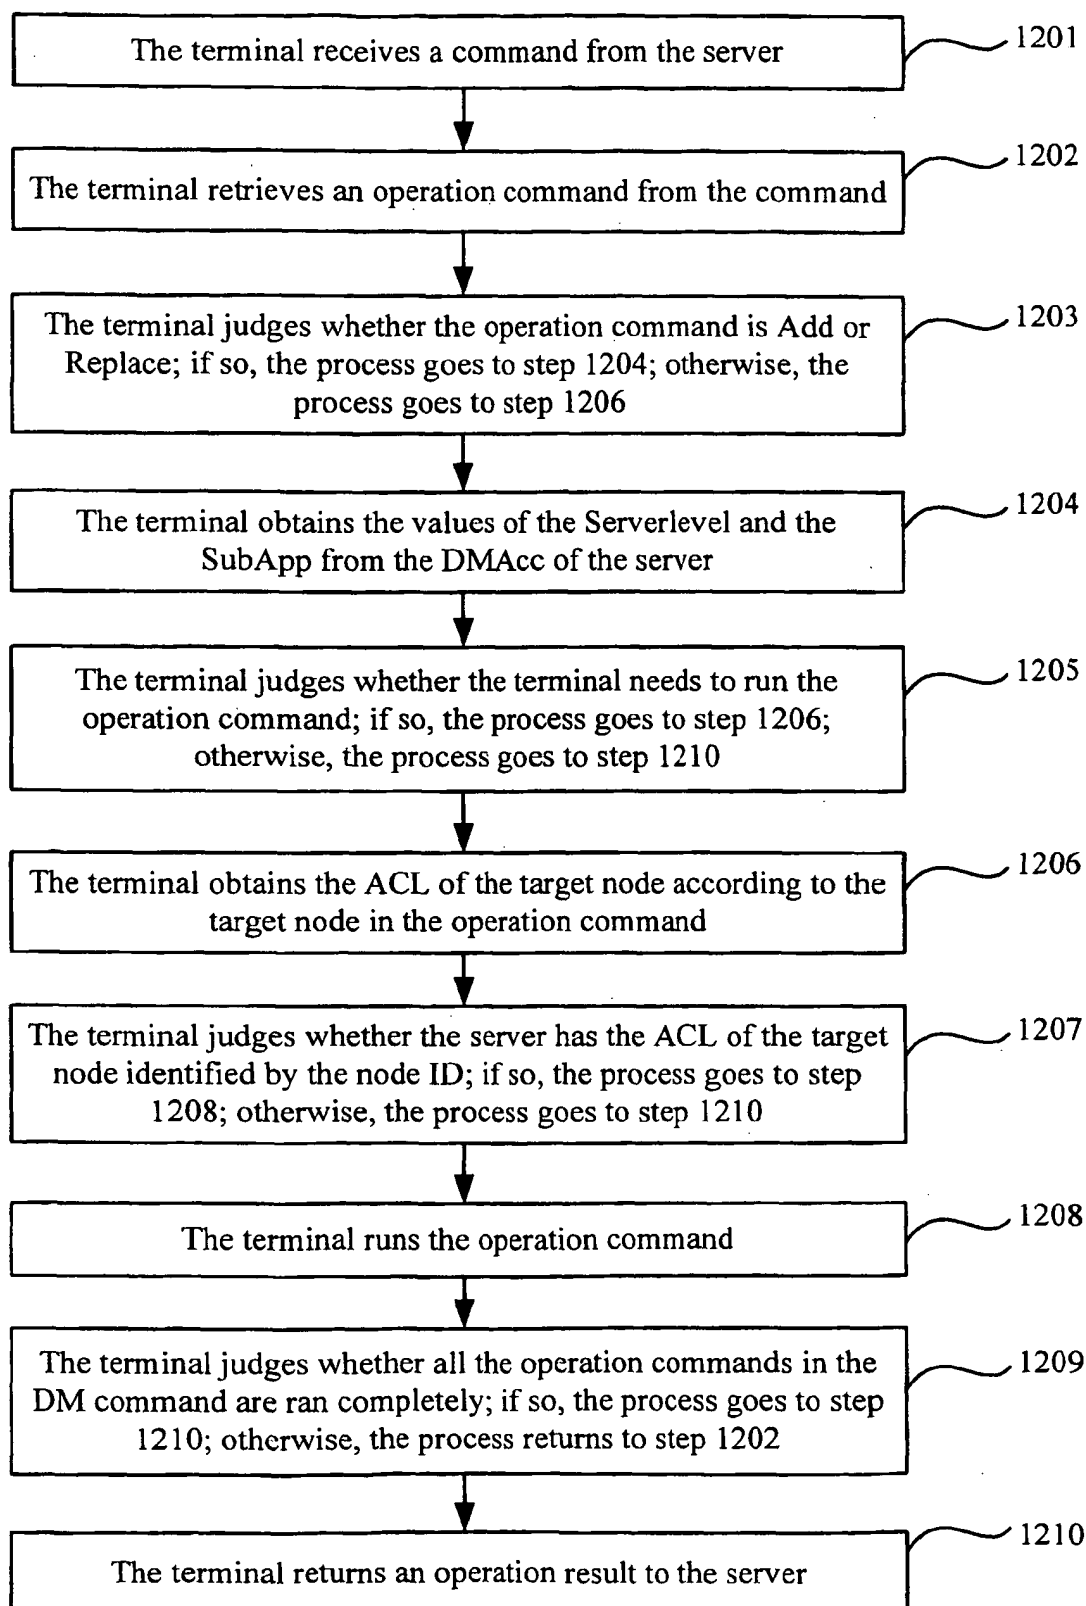 The terminal receives a command from the server
1201
The terminal retrieves an operation command from the command
1202
The terminal judges whether the operation command is Add or
Replace; if so, the process goes to step 1204; otherwise, the
process goes to step 1206
1203
The terminal obtains the values of the Serverlevel and the
SubApp from the DMAcc of the server
1204
The terminal judges whether the terminal needs to run the
operation command; if so, the process goes to step 1206;
otherwise, the process goes to step 1210
1205
The terminal obtains the ACL of the target node according to the
target node in the operation command
1206
The terminal judges whether the server has the ACL of the target
node identified by the node ID; if so, the process goes to step
1208; otherwise, the process goes to step 1210
1207
The terminal runs the operation command
1208
The terminal judges whether all the operation commands in the
DM command are ran completely; if so, the process goes to step
1210; otherwise, the process returns to step 1202
1209
The terminal returns an operation result to the server
1210